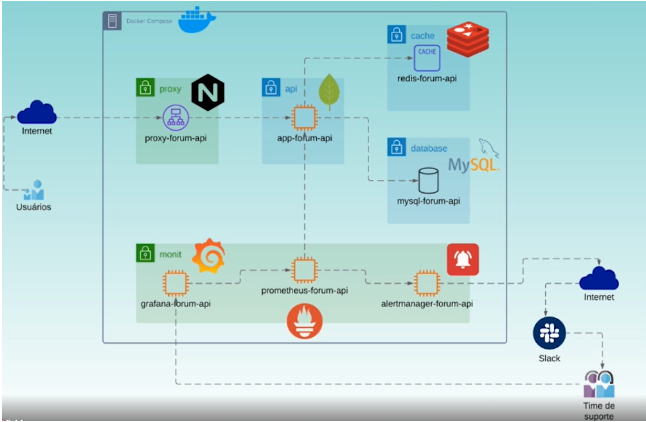 Docker Compose
cache
CACHE
redis-forum-api
proxy
proxy-forum-api
api
app-forum-api
Internet
Usuários
database
MySQL
mysql-forum-api
monit
grafana-forum-api
prometheus-forum-api
alertmanager-forum-api
Internet
Slack
Time de
suporte